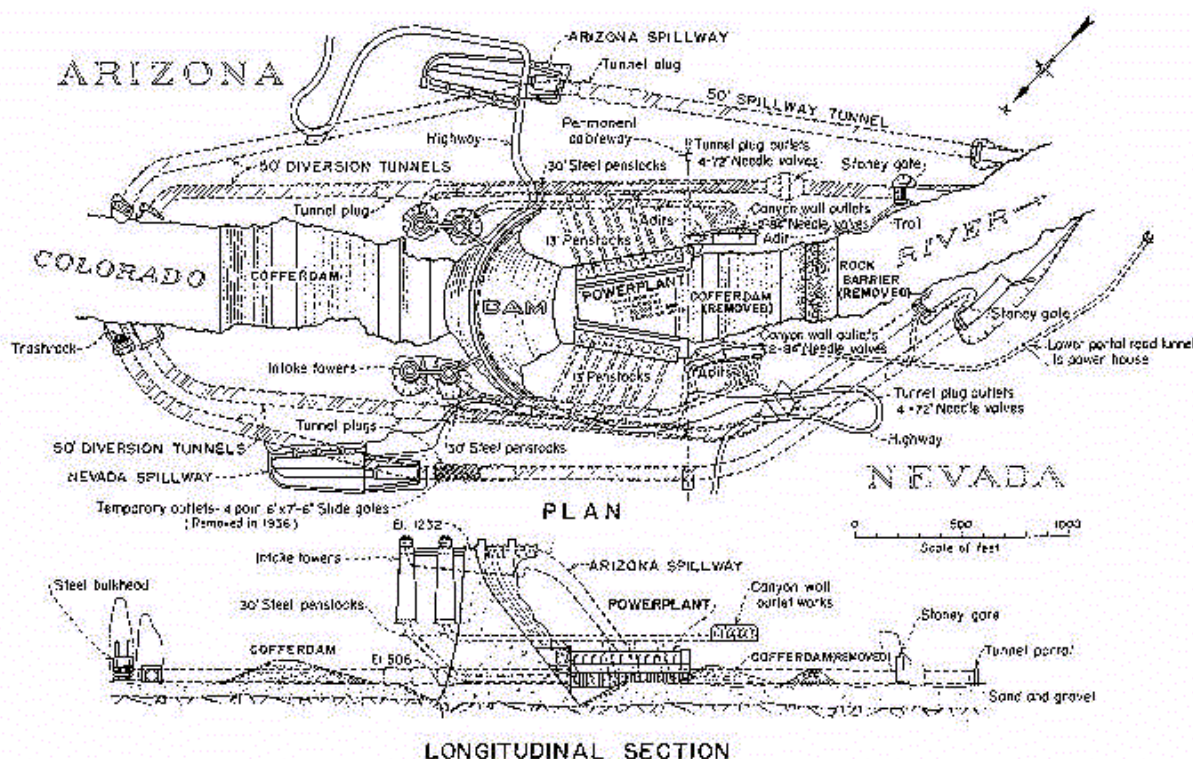 ARIZONA SPILLWAY
ARIZONA
Tunnel plug
50' SPILLWAY TUNNEL
Highway
Permanent
cableway
Tunnel plug outlets
4-72" Needle valves
50' DIVERSION TUNNELS
30' Steel penstocks
Stoney gate
Tunnel plug
Adits
Canyon wall outlets
Needle valves
Adit
13' Penstocks
RIVER
COLORADO
COFFERDAM
DAM
POWERPLANT
COFFERDAM
(REMOVED)
ROCK
BARRIER
(REMOVED)
Stoney gate
Trashrack
Canyon wall outlets
Needle valves
Lower portal road tunnel
to power house
Intake towers
13' Penstocks
Adits
Tunnel plug outlets
4-72" Needle valves
Tunnel plugs
50' DIVERSION TUNNELS
30' Steel penstocks
Highway
NEVADA SPILLWAY
NEVADA
Temporary outlets-4 pair 6'x7'-6" Slide gates
(Removed in 1936)
PLAN
El. 1232
0 500 1000
Scale of feet
Intake towers
ARIZONA SPILLWAY
Steel bulkhead
30' Steel penstocks
POWERPLANT
Canyon wall
outlet works
Stoney gate
COFFERDAM
El 506
COFFERDAM (REMOVED)
Tunnel portal
Sand and gravel
LONGITUDINAL SECTION